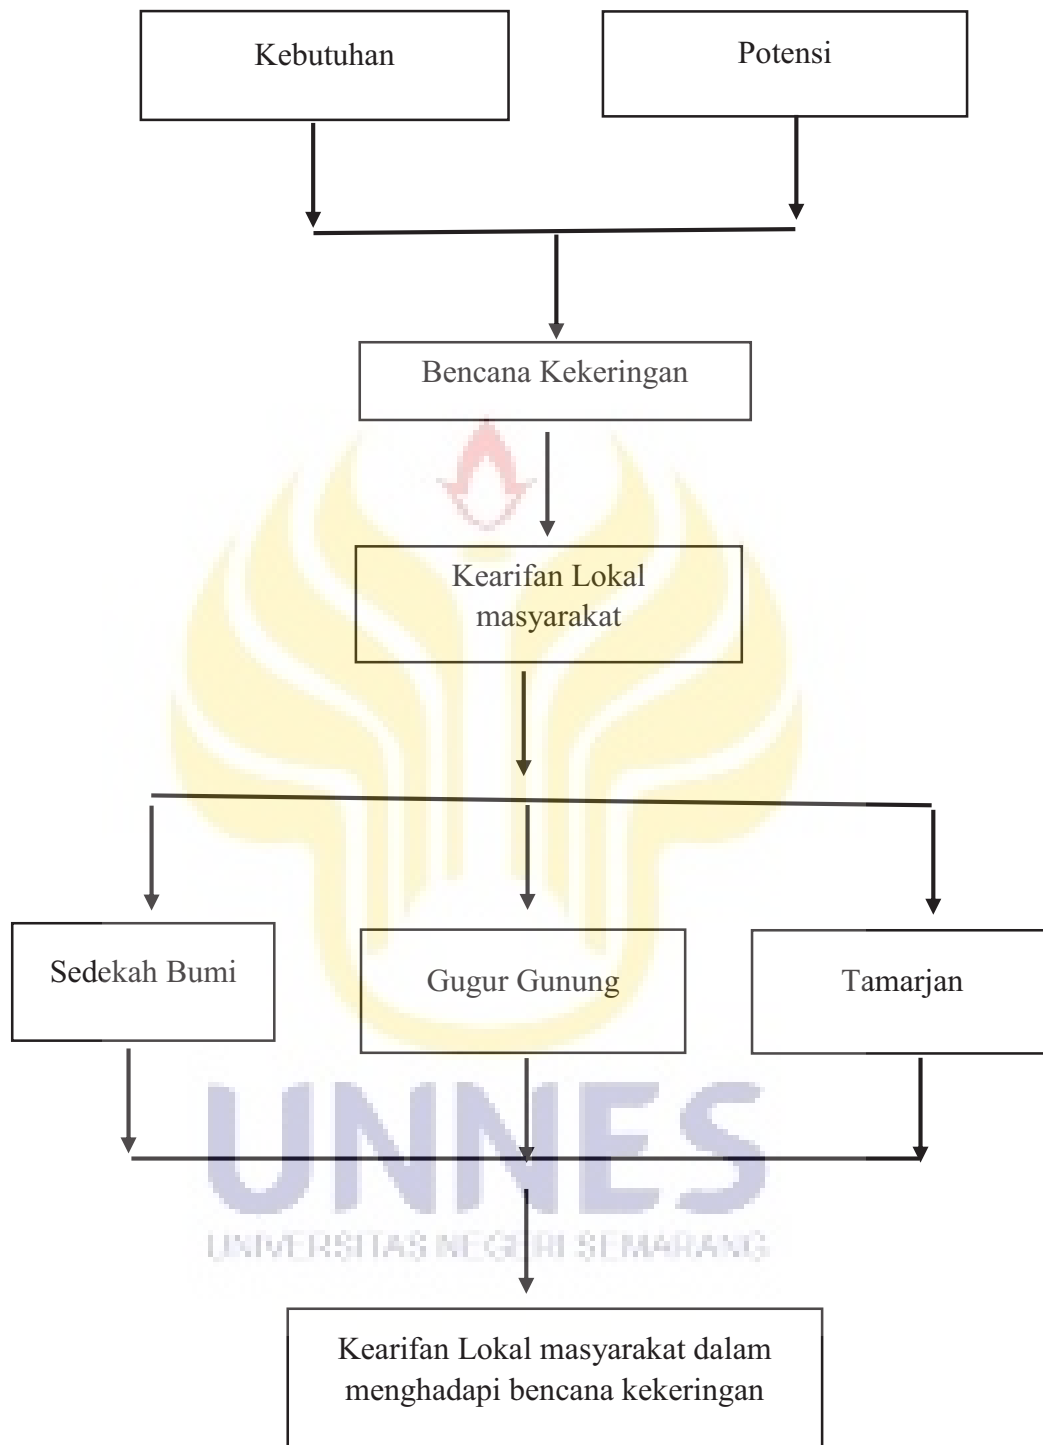 Kebutuhan
Potensi
Bencana Kekeringan
Kearifan Lokal
masyarakat
Sedekah Bumi
Gugur Gunung
Tamarjan
UNNES
UNIVERSITAS NEGERI SEMARANG
Kearifan Lokal masyarakat dalam
menghadapi bencana kekeringan